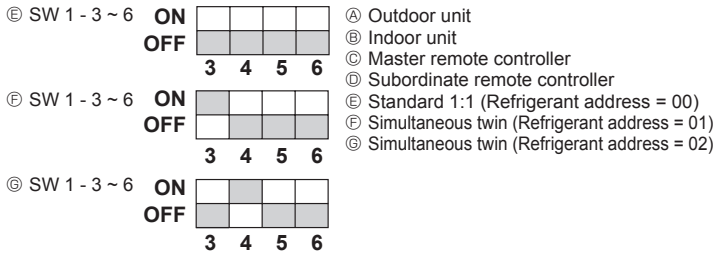 Ⓔ SW 1 - 3 ~ 6 ON
OFF
3 4 5 6
Ⓕ SW 1 - 3 ~ 6 ON
OFF
3 4 5 6
Ⓖ SW 1 - 3 ~ 6 ON
OFF
3 4 5 6
Ⓐ Outdoor unit
Ⓑ Indoor unit
Ⓒ Master remote controller
Ⓓ Subordinate remote controller
Ⓔ Standard 1:1 (Refrigerant address = 00)
Ⓕ Simultaneous twin (Refrigerant address = 01)
Ⓖ Simultaneous twin (Refrigerant address = 02)